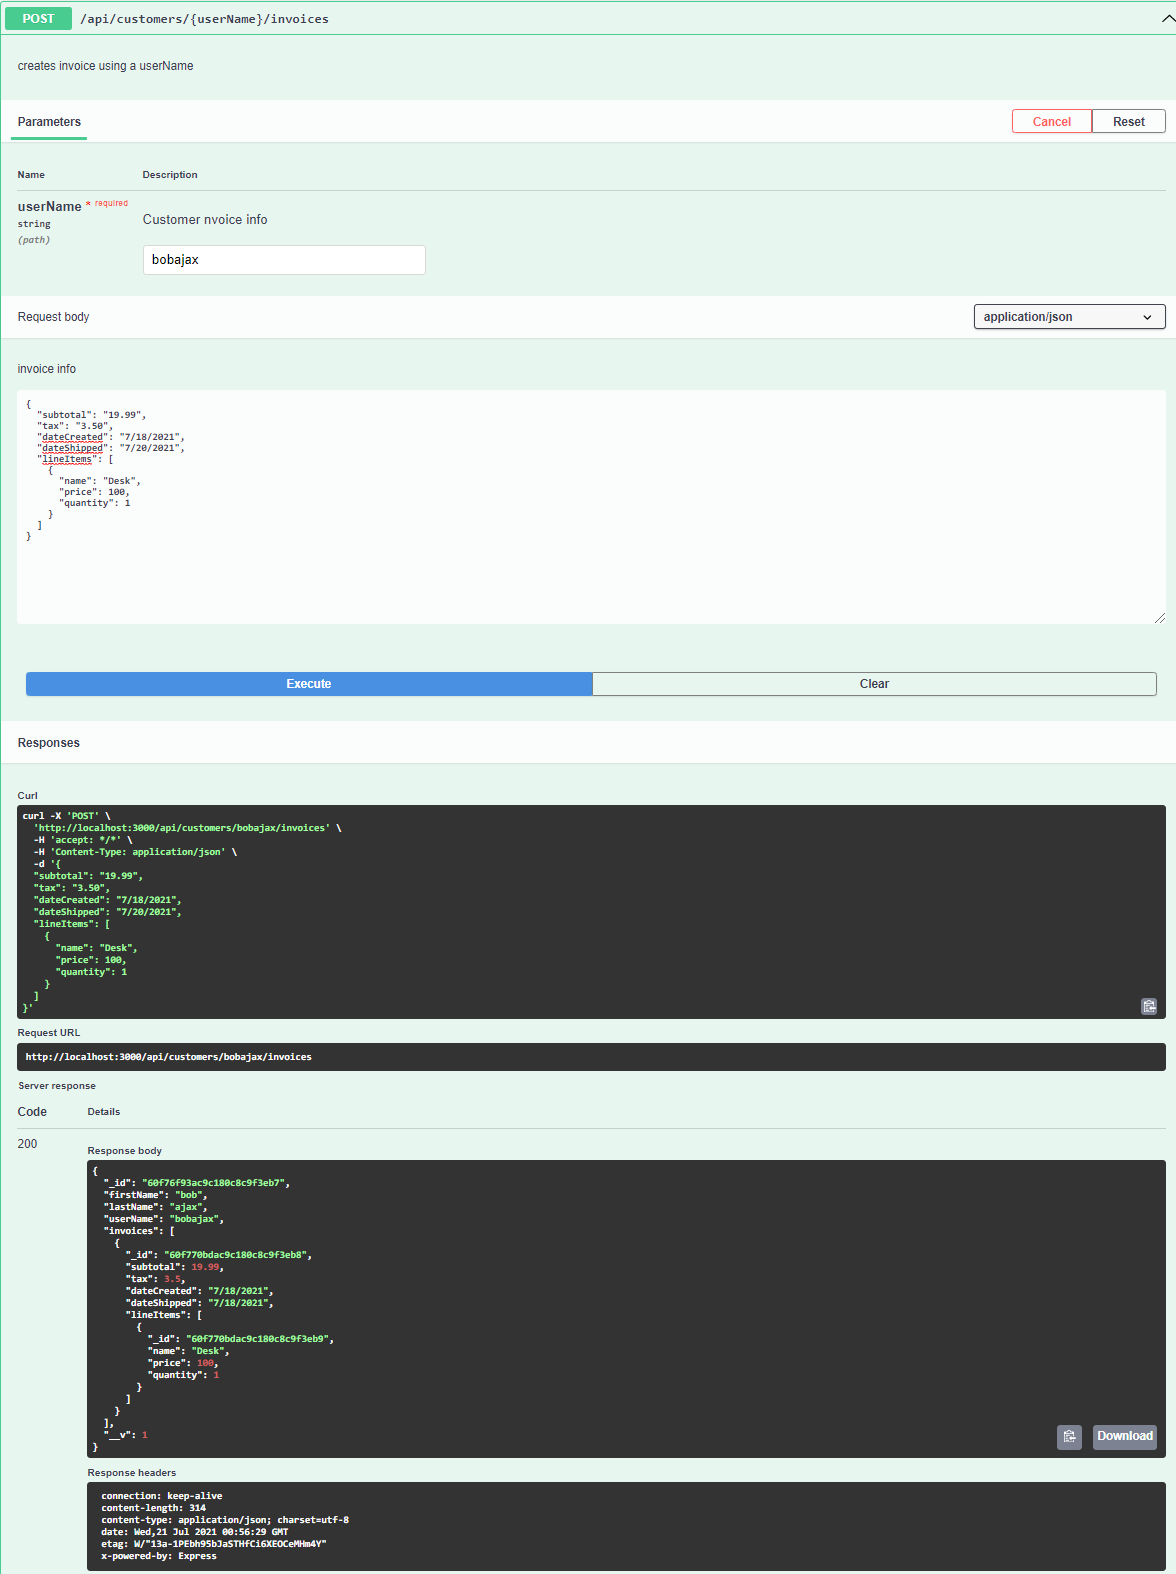 POST /api/customers/{userName}/invoices
creates invoice using a userName
Parameters
Cancel Reset
Name Description
userName * required
string
(path)
Customer nvoice info
bobajax
Request body
application/json
invoice info
{
  "subtotal": "19.99",
  "tax": "3.50",
  "dateCreated": "7/18/2021",
  "dateShipped": "7/20/2021",
  "lineItems": [
    {
      "name": "Desk",
      "price": 100,
      "quantity": 1
    }
  ]
}
Execute Clear
Responses
Curl
curl -X 'POST' \
  'http://localhost:3000/api/customers/bobajax/invoices' \
  -H 'accept: */*' \
  -H 'Content-Type: application/json' \
  -d '{
  "subtotal": "19.99",
  "tax": "3.50",
  "dateCreated": "7/18/2021",
  "dateShipped": "7/20/2021",
  "lineItems": [
    {
      "name": "Desk",
      "price": 100,
      "quantity": 1
    }
  ]
}'
Request URL
http://localhost:3000/api/customers/bobajax/invoices
Server response
Code Details
200
Response body
{
  "_id": "60f76f93ac9c180c8c9f3eb7",
  "firstName": "bob",
  "lastName": "ajax",
  "userName": "bobajax",
  "invoices": [
    {
      "_id": "60f770bdac9c180c8c9f3eb8",
      "subtotal": 19.99,
      "tax": 3.5,
      "dateCreated": "7/18/2021",
      "dateShipped": "7/18/2021",
      "lineItems": [
        {
          "_id": "60f770bdac9c180c8c9f3eb9",
          "name": "Desk",
          "price": 100,
          "quantity": 1
        }
      ]
    }
  ],
  "__v": 1
}
Download
Response headers
connection: keep-alive
content-length: 314
content-type: application/json; charset=utf-8
date: Wed,21 Jul 2021 00:56:29 GMT
etag: W/"13a-1PEbh95bJaSTHfCi6XEOCeMHm4Y"
x-powered-by: Express